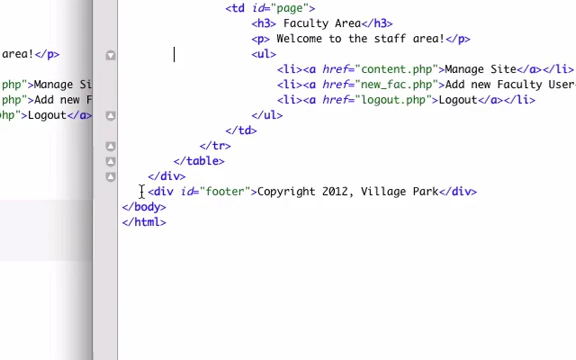 <td id="page">
<h3> Faculty Area</h3>
area!</p>
<p> Welcome to the staff area!</p>
<ul>
.php">Manage Si
<li><a href="content.php">Manage Site</a></li>
.php">Add new F
<li><a href="new_fac.php">Add new Faculty User
hp">Logout</a>
<li><a href="logout.php">Logout</a></li>
</ul>
</td>
</tr>
</table>
</div>
<div id="footer">Copyright 2012, Village Park</div>
</body>
</html>